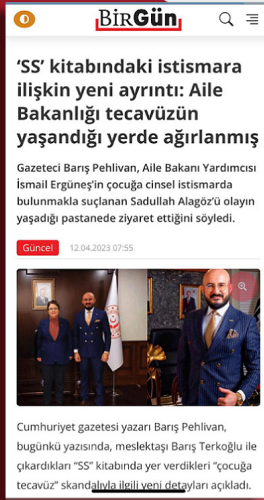 BirGün
‘SS’ kitabındaki istismara
ilişkin yeni ayrıntı: Aile
Bakanlığı tecavüzün
yaşandığı yerde ağırlanmış
Gazeteci Barış Pehlivan, Aile Bakanı Yardımcısı
İsmail Ergüneş’in çocuğa cinsel istismarda
bulunmakla suçlanan Sadullah Alagöz’ü olayın
yaşadığı pastanede ziyaret ettiğini söyledi.
Güncel 12.04.2023 07:55
Cumhuriyet gazetesi yazarı Barış Pehlivan,
bugünkü yazısında, meslektaşı Barış Terkoğlu ile
çıkardıkları “SS” kitabında yer verdikleri “çocuğa
tecavüz” skandalıyla ilgili yeni detayları açıkladı.